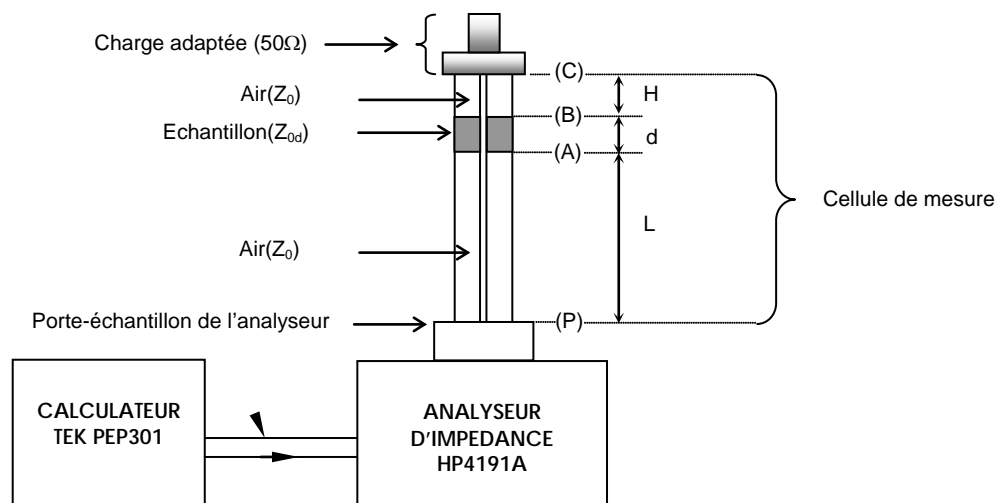 Charge adaptée (50Ω)
(C)
Air(Z₀)
H
(B)
Echantillon(Z₀d)
d
(A)
Cellule de mesure
L
Air(Z₀)
Porte-échantillon de l'analyseur
(P)
CALCULATEUR
TEK PEP301
ANALYSEUR
D'IMPEDANCE
HP4191A